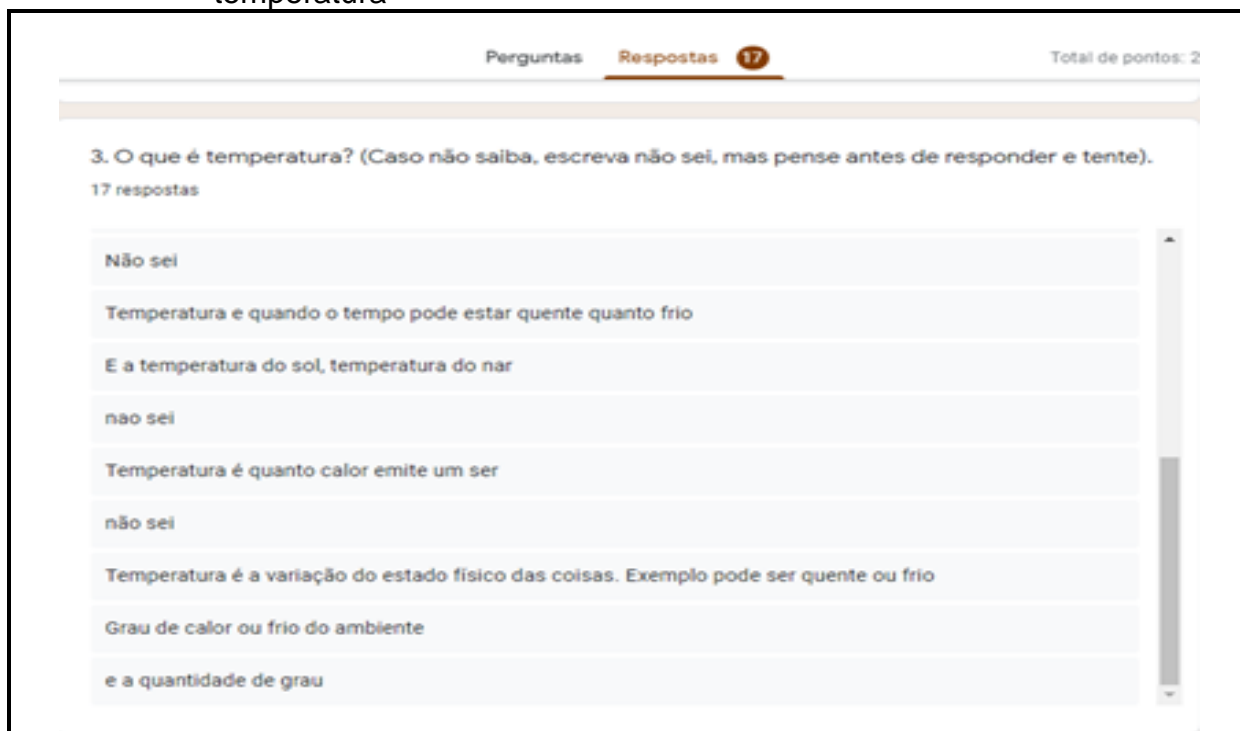 temperatura
Perguntas Respostas 17 Total de pontos: 2
3. O que é temperatura? (Caso não saiba, escreva não sei, mas pense antes de responder e tente).
17 respostas
Não sei
Temperatura e quando o tempo pode estar quente quanto frio
E a temperatura do sol, temperatura do nar
nao sei
Temperatura é quanto calor emite um ser
não sei
Temperatura é a variação do estado físico das coisas. Exemplo pode ser quente ou frio
Grau de calor ou frio do ambiente
e a quantidade de grau